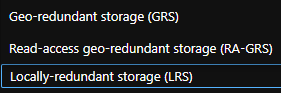 Geo-redundant storage (GRS)
Read-access geo-redundant storage (RA-GRS)
Locally-redundant storage (LRS)